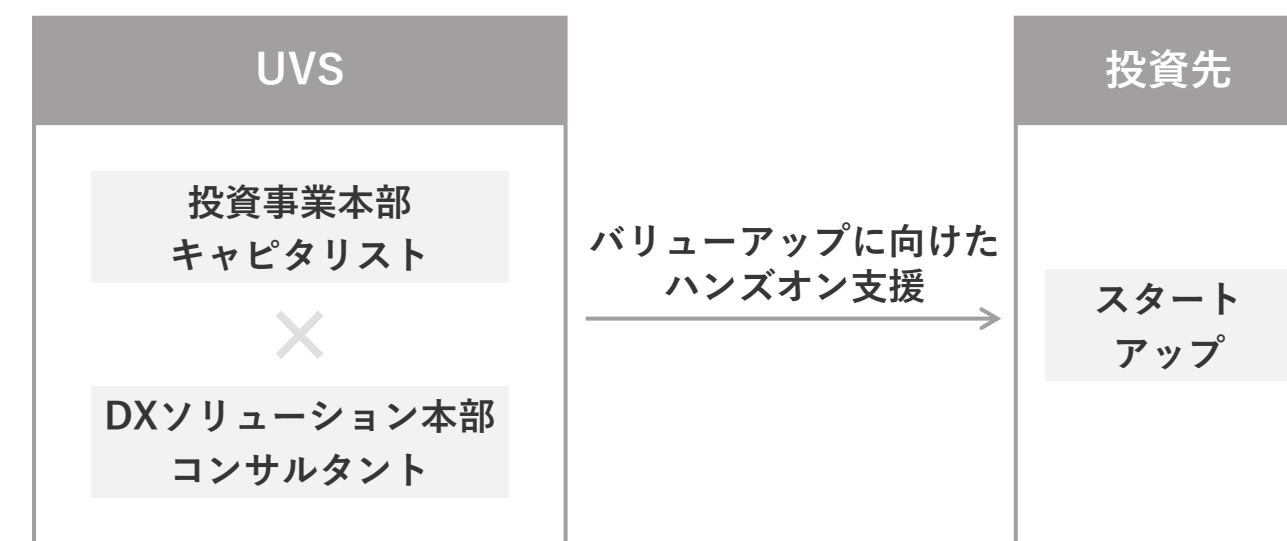 UVS
投資事業本部
キャピタリスト
×
DXソリューション本部
コンサルタント
バリューアップに向けた
ハンズオン支援
投資先
スタート
アップ